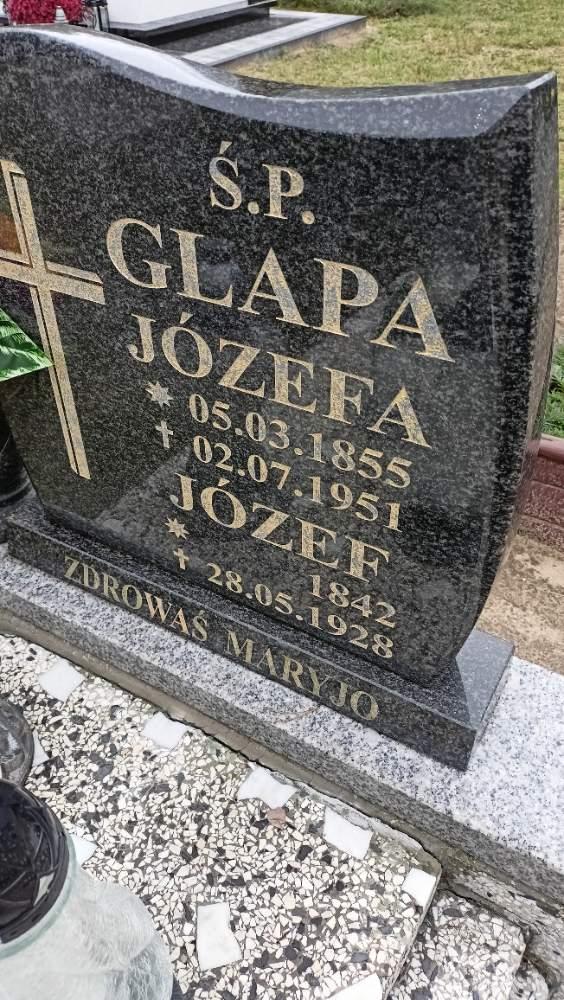 Ś.P.
GLAPA
JÓZEFA
05.03.1855
02.07.1951
JÓZEF
1842
28.05.1928
ZDROWAŚ MARYJO